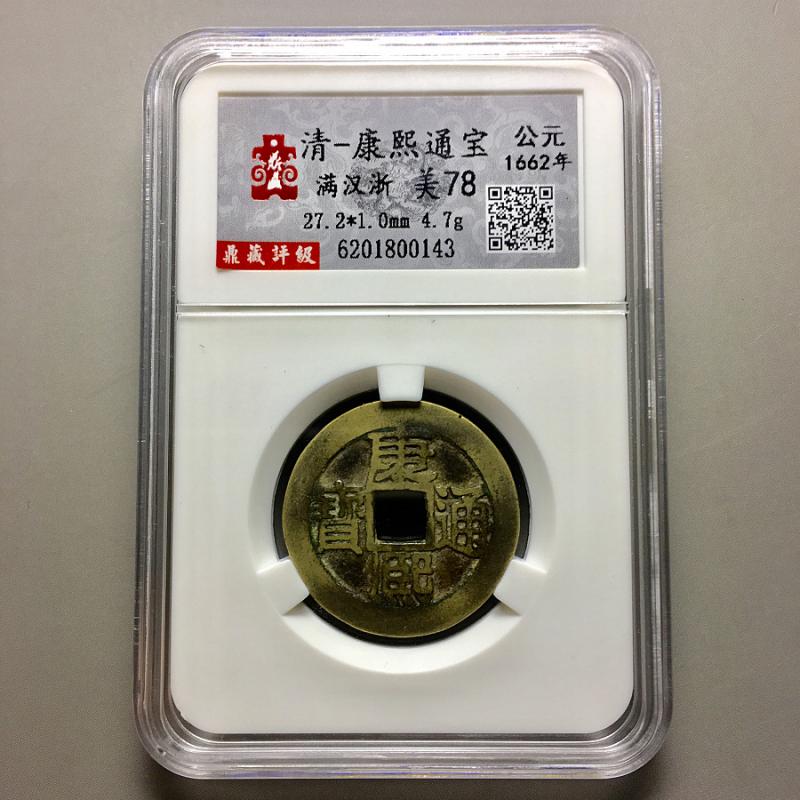 清-康熙通宝
公元
1662年
满汉浙 美78
27.2*1.0mm 4.7g
鼎藏評級
6201800143
康熙通寶